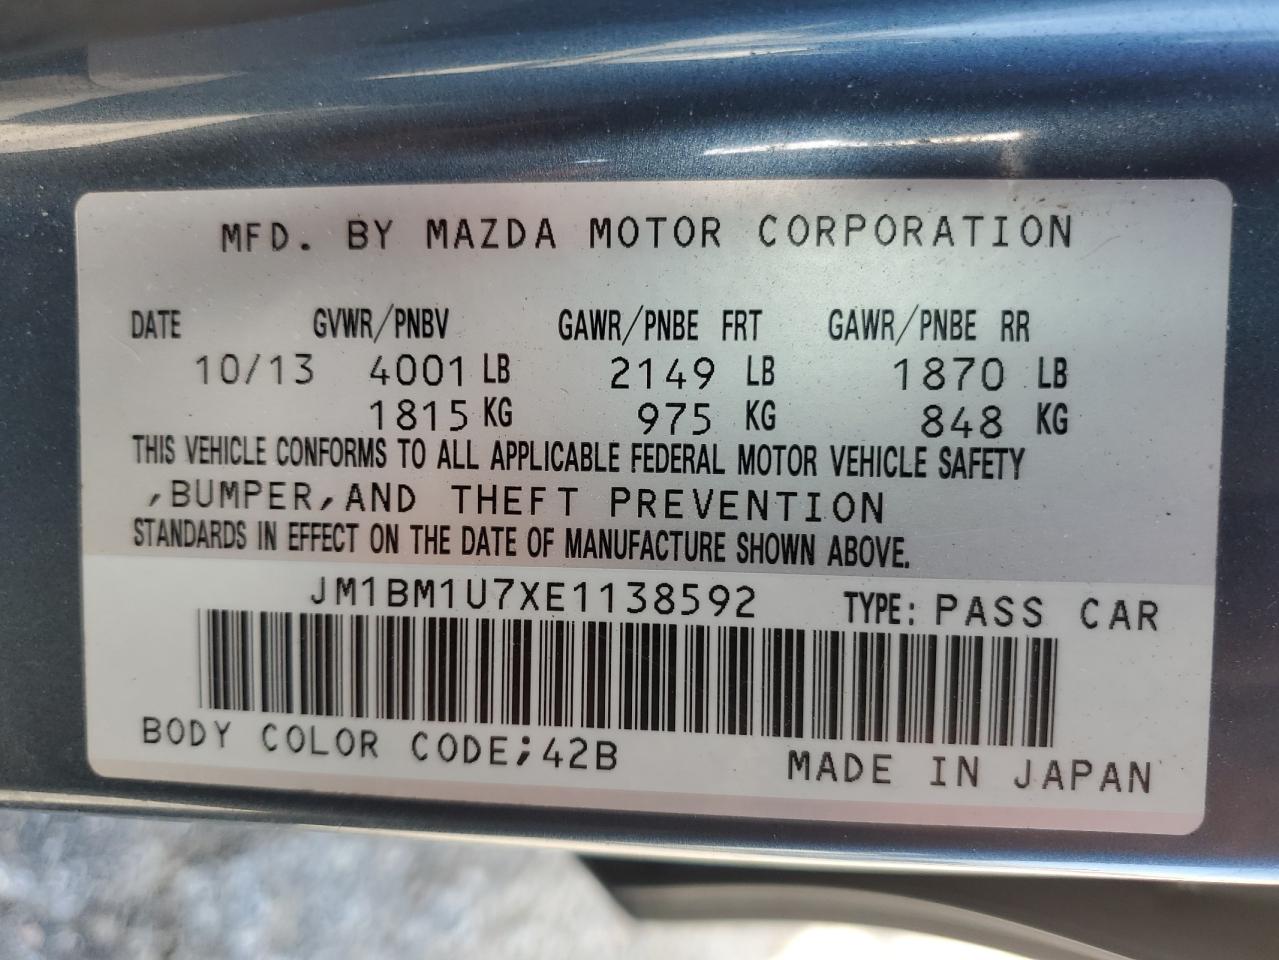 MFD. BY MAZDA MOTOR CORPORATION
DATE GVWR/PNBV GAWR/PNBE FRT GAWR/PNBE RR
10/13 4001 LB 2149 LB 1870 LB
1815 KG 975 KG 848 KG
THIS VEHICLE CONFORMS TO ALL APPLICABLE FEDERAL MOTOR VEHICLE SAFETY
,BUMPER,AND THEFT PREVENTION
STANDARDS IN EFFECT ON THE DATE OF MANUFACTURE SHOWN ABOVE.
JM1BM1U7XE1138592 TYPE: PASS CAR
BODY COLOR CODE;42B MADE IN JAPAN